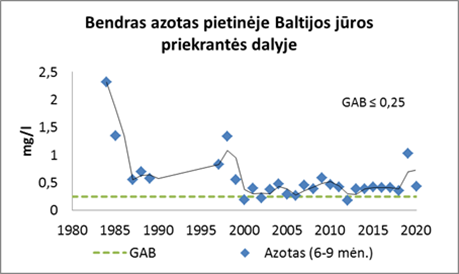 Bendras azotas pietinėje Baltijos jūros
priekrantės dalyje
2,5
2
1,5
1
0,5
0
mg/l
GAB ≤ 0,25
1980 1985 1990 1995 2000 2005 2010 2015 2020
GAB Azotas (6-9 mėn.)